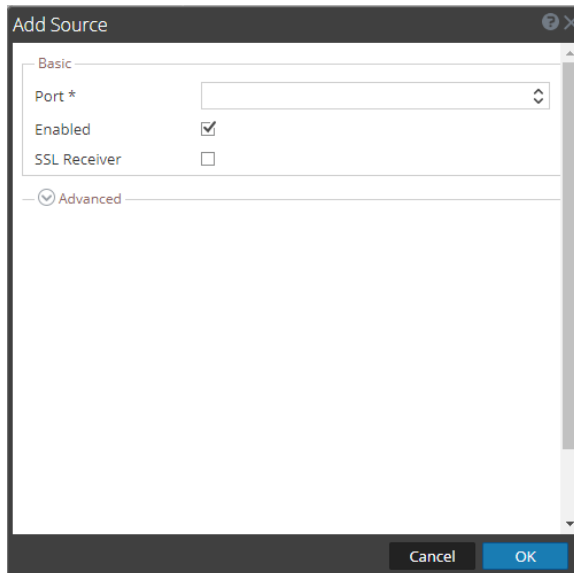 Add Source
Basic
Port *
Enabled
SSL Receiver
Advanced
Cancel OK